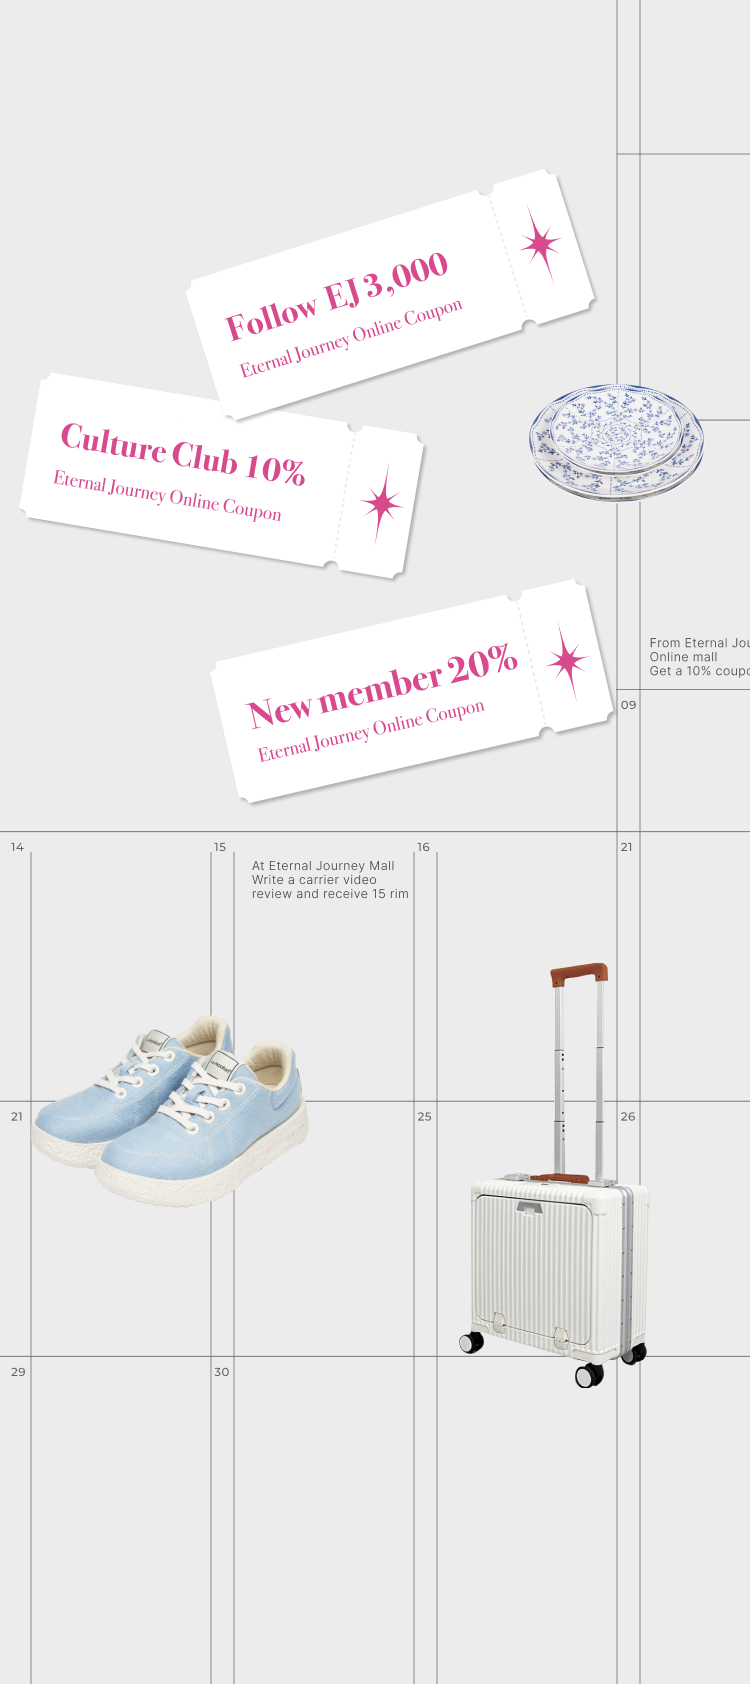 Follow EJ 3,000
Eternal Journey Online Coupon
Culture Club 10%
Eternal Journey Online Coupon
New member 20%
Eternal Journey Online Coupon
From Eternal
Online mall
Get a 10%
09
14
15
16
21
At Eternal Journey Mall
Write a carrier video
review and receive 15 rim
21
25
26
29
30